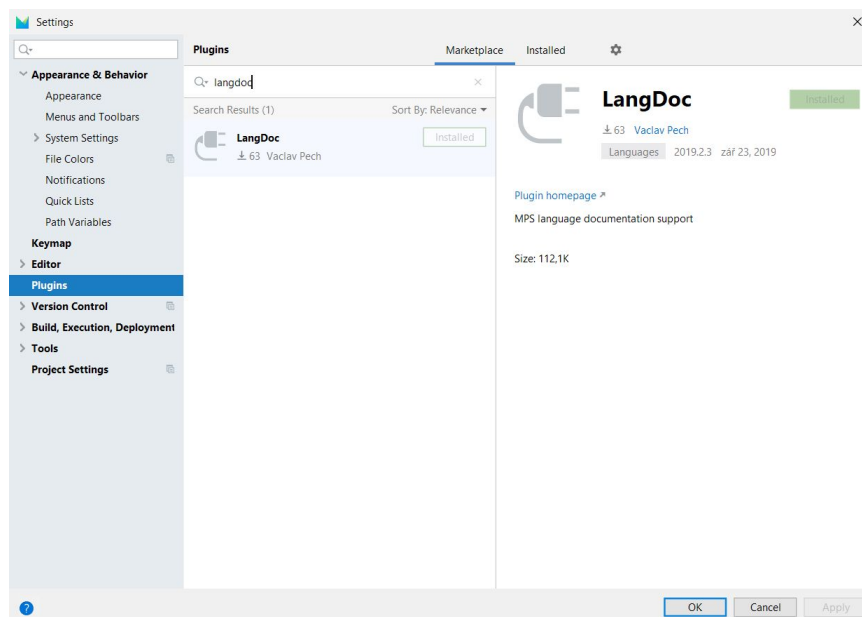 Settings
Plugins
Marketplace
Installed
Appearance & Behavior
Appearance
Menus and Toolbars
System Settings
File Colors
Notifications
Quick Lists
Path Variables
Keymap
Editor
Plugins
Version Control
Build, Execution, Deployment
Tools
Project Settings
langdoc
Search Results (1)
Sort By: Relevance
LangDoc
63 Vaclav Pech
Installed
LangDoc
Installed
63 Vaclav Pech
Languages 2019.2.3 zář 23, 2019
Plugin homepage
MPS language documentation support
Size: 112,1K
?
OK
Cancel
Apply